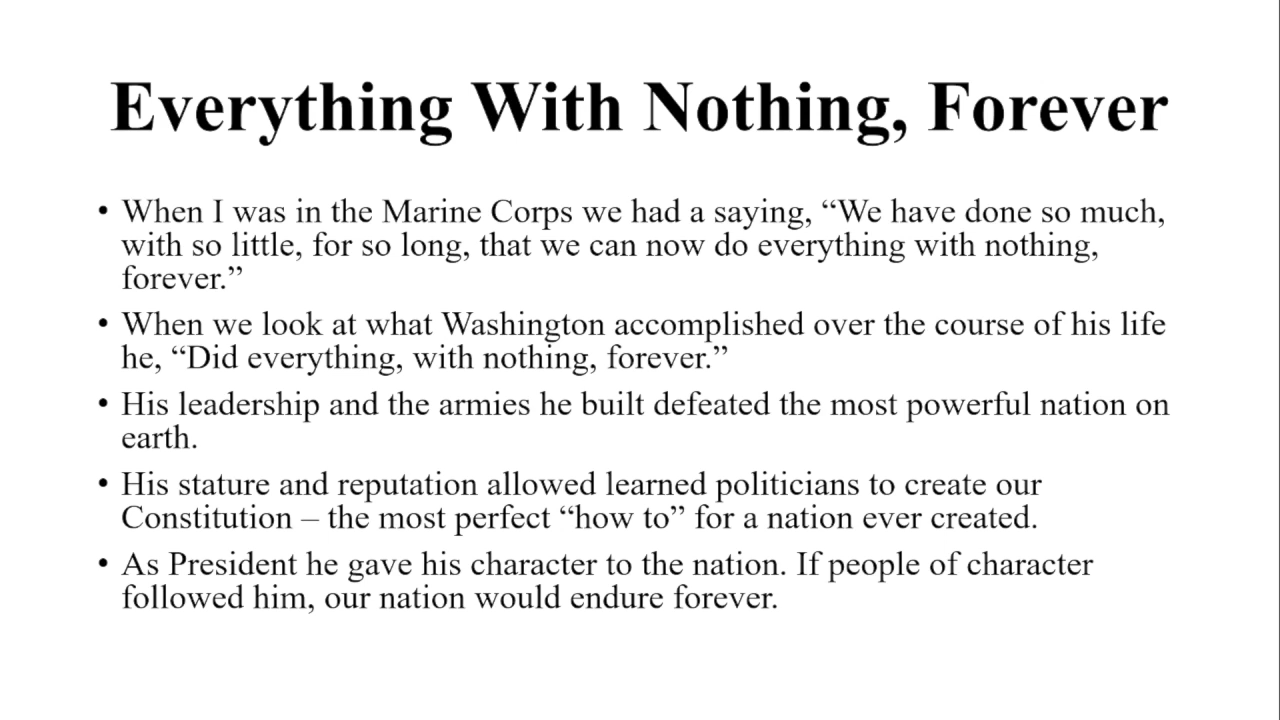 Everything With Nothing, Forever
• When I was in the Marine Corps we had a saying, “We have done so much,
with so little, for so long, that we can now do everything with nothing,
forever.”
• When we look at what Washington accomplished over the course of his life
he, “Did everything, with nothing, forever.”
• His leadership and the armies he built defeated the most powerful nation on
earth.
• His stature and reputation allowed learned politicians to create our
Constitution – the most perfect “how to” for a nation ever created.
• As President he gave his character to the nation. If people of character
followed him, our nation would endure forever.